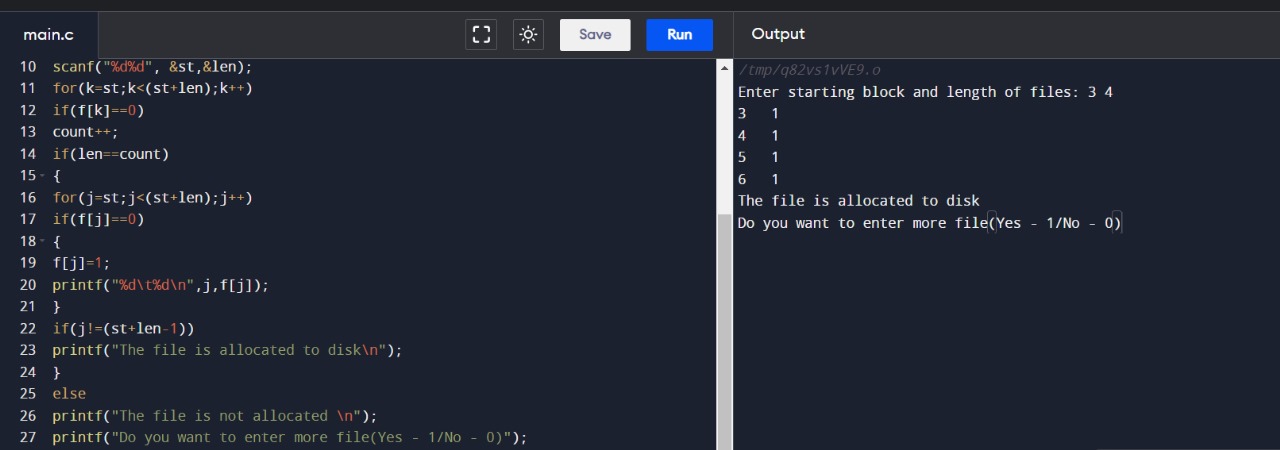 main.c
Save
Run
Output
10 scanf("%d%d", &st,&len);
11 for(k=st;k<(st+len);k++)
12 if(f[k]==0)
13 count++;
14 if(len==count)
15 {
16 for(j=st;j<(st+len);j++)
17 if(f[j]==0)
18 {
19 f[j]=1;
20 printf("%d\t%d\n",j,f[j]);
21 }
22 if(j!=(st+len-1))
23 printf("The file is allocated to disk\n");
24 }
25 else
26 printf("The file is not allocated \n");
27 printf("Do you want to enter more file(Yes - 1/No - 0)");
/tmp/q82vs1vVE9.o
Enter starting block and length of files: 3 4
3 1
4 1
5 1
6 1
The file is allocated to disk
Do you want to enter more file(Yes - 1/No - 0)